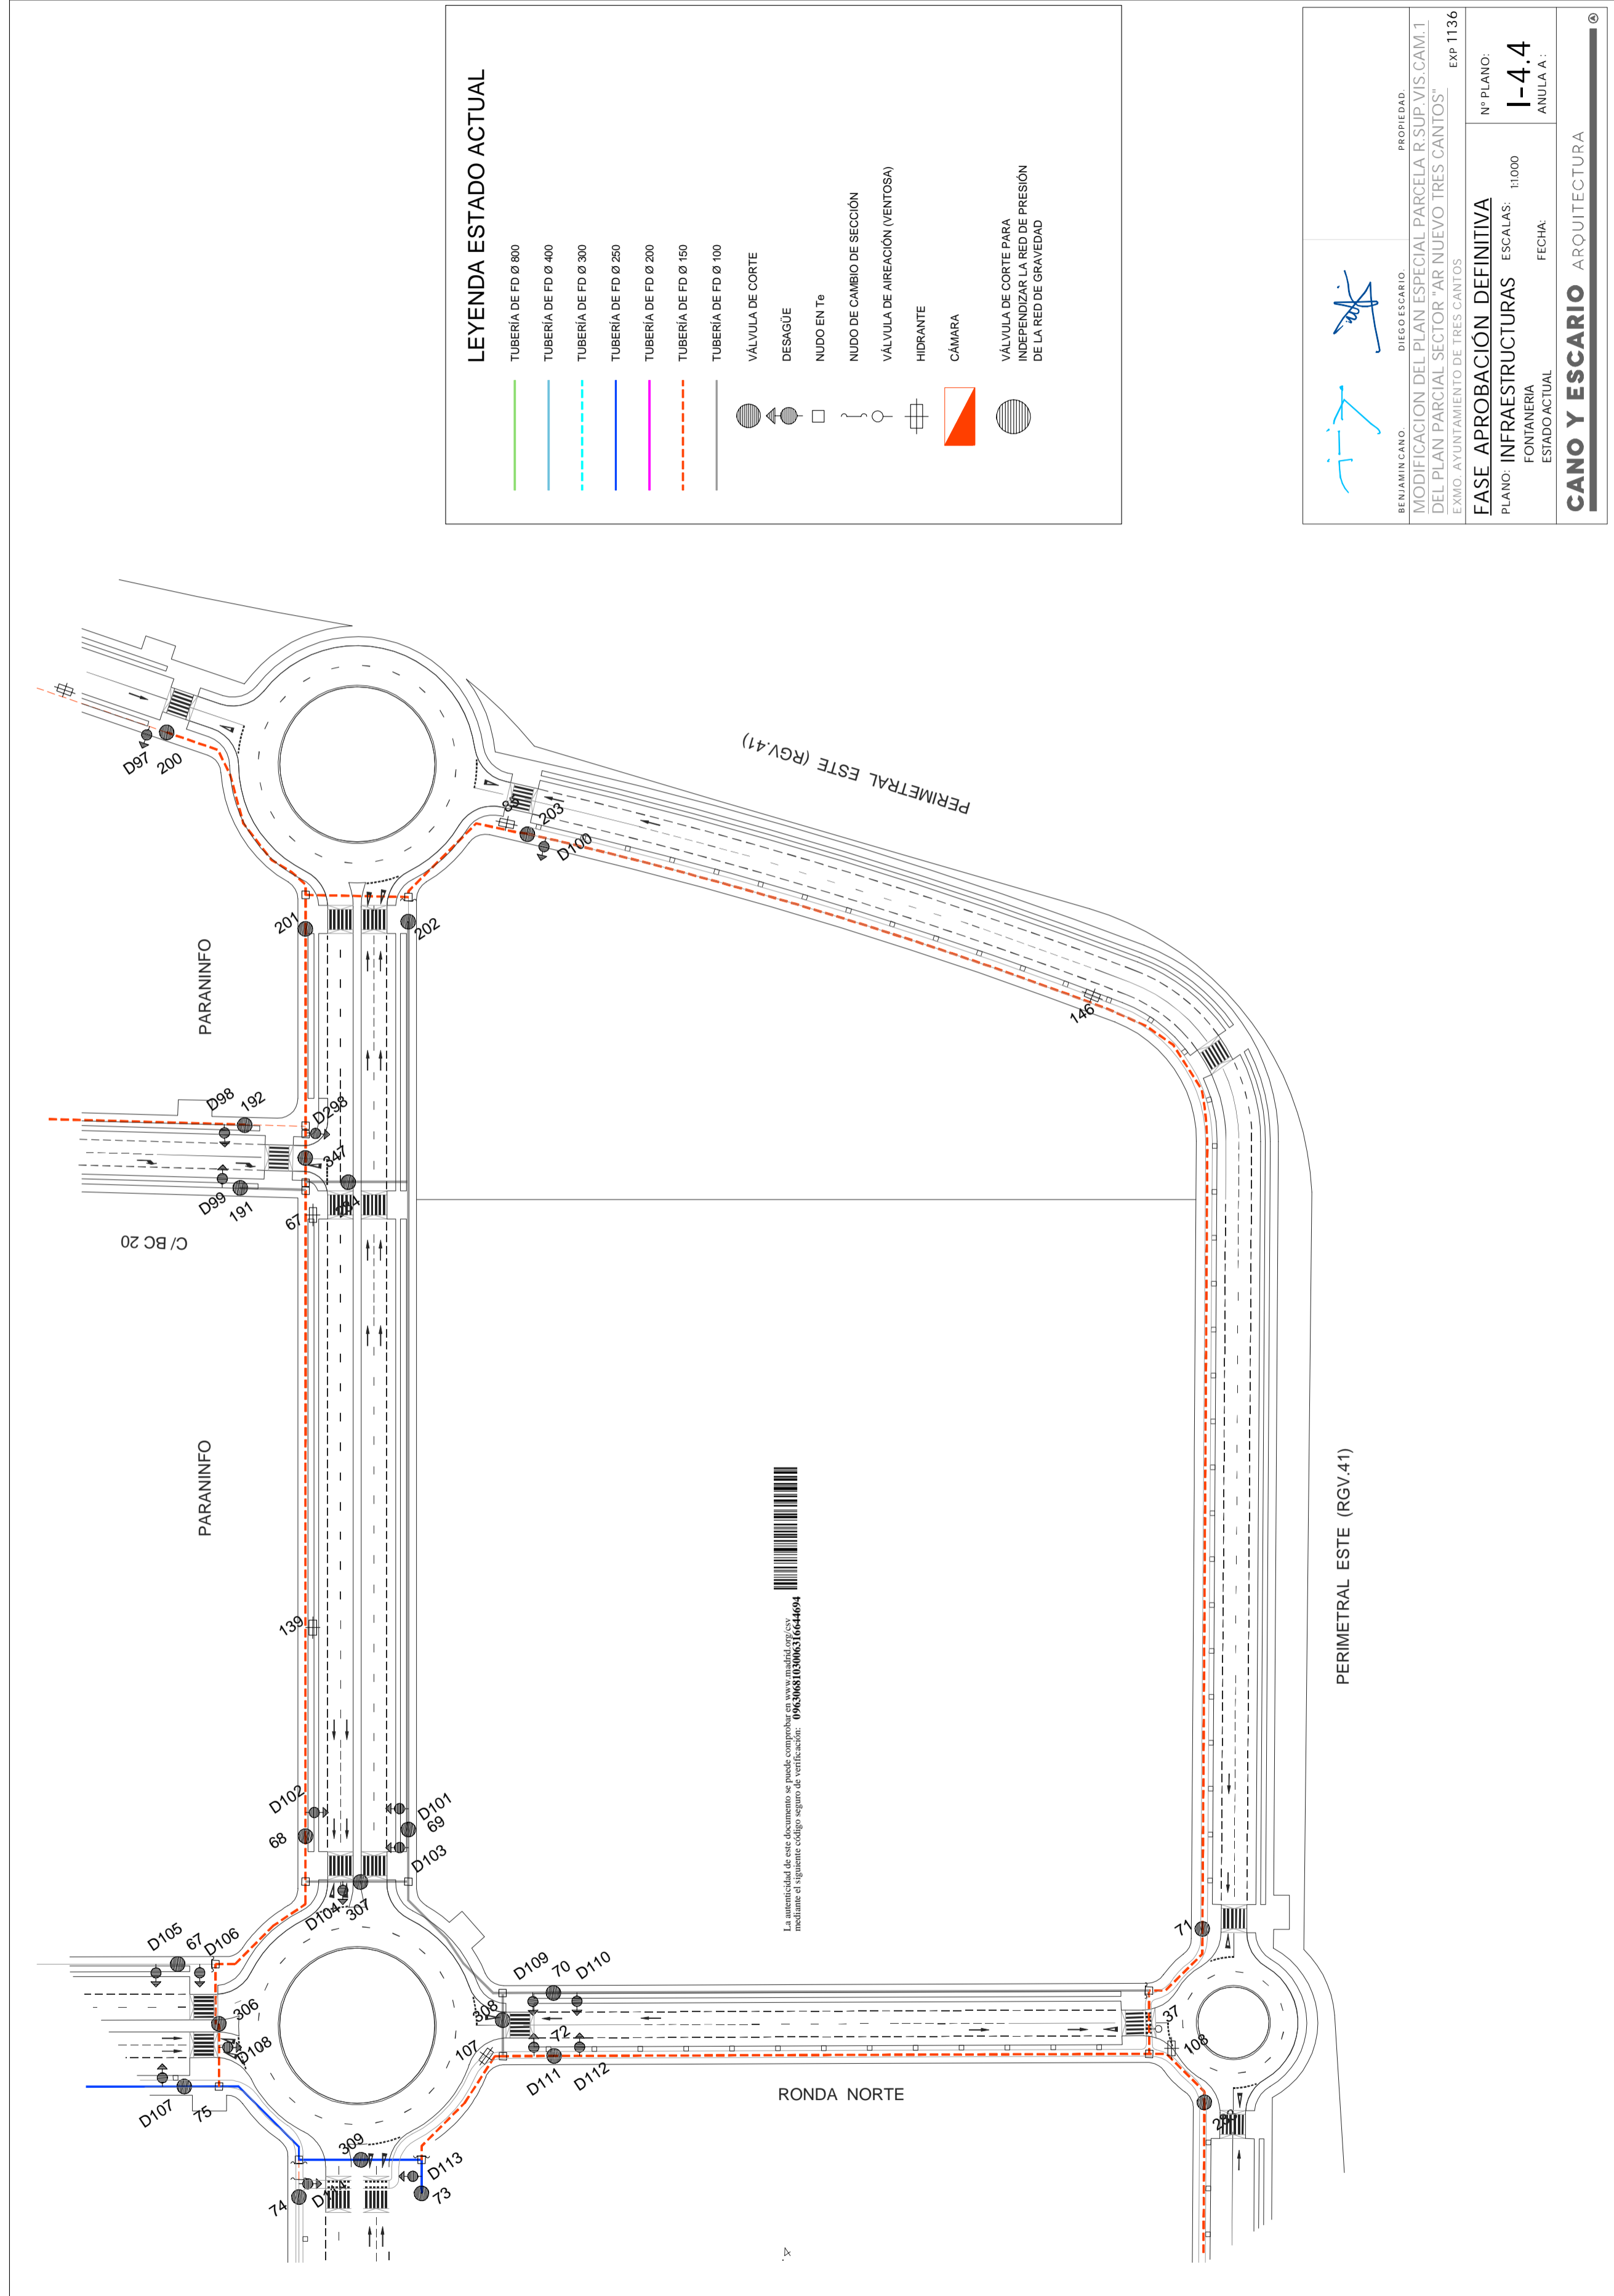 LEYENDA ESTADO ACTUAL
TUBERÍA DE FD Ø 800
TUBERÍA DE FD Ø 400
TUBERÍA DE FD Ø 300
TUBERÍA DE FD Ø 250
TUBERÍA DE FD Ø 200
TUBERÍA DE FD Ø 150
TUBERÍA DE FD Ø 100
VÁLVULA DE CORTE
DESAGÜE
NUDO EN Te
NUDO DE CAMBIO DE SECCIÓN
VÁLVULA DE AIREACIÓN (VENTOSA)
HIDRANTE
CÁMARA
VÁLVULA DE CORTE PARA
INDEPENDIZAR LA RED DE PRESIÓN
DE LA RED DE GRAVEDAD
BENJAMIN CANO.
DIEGO ESCARIO.
PROPIEDAD.
MODIFICACION DEL PLAN ESPECIAL PARCELA R.SUP.VIS.CAM.1
DEL PLAN PARCIAL SECTOR "AR NUEVO TRES CANTOS"
EXMO. AYUNTAMIENTO DE TRES CANTOS
EXP 1136
FASE APROBACIÓN DEFINITIVA
PLANO: INFRAESTRUCTURAS
ESCALAS: 1:1.000
FONTANERIA
ESTADO ACTUAL
FECHA:
Nº PLANO:
I-4.4
ANULA A :
CANO Y ESCARIO ARQUITECTURA
D97
200
203
D100
201
202
PARANINFO
PERIMETRAL ESTE (RGV.41)
146
D98
192
D298
347
D99
191
67
C/ BC 20
PARANINFO
139
D102
68
D101
69
D103
D104
307
D105
67
D106
306
D108
D107
75
309
D113
73
74
D109
70
D110
308
107
72
D111
D112
RONDA NORTE
71
37
108
PERIMETRAL ESTE (RGV.41)
La autenticidad de este documento se puede comprobar en www.madrid.org/csv
mediante el siguiente código seguro de verificación: 0963068103006316644694